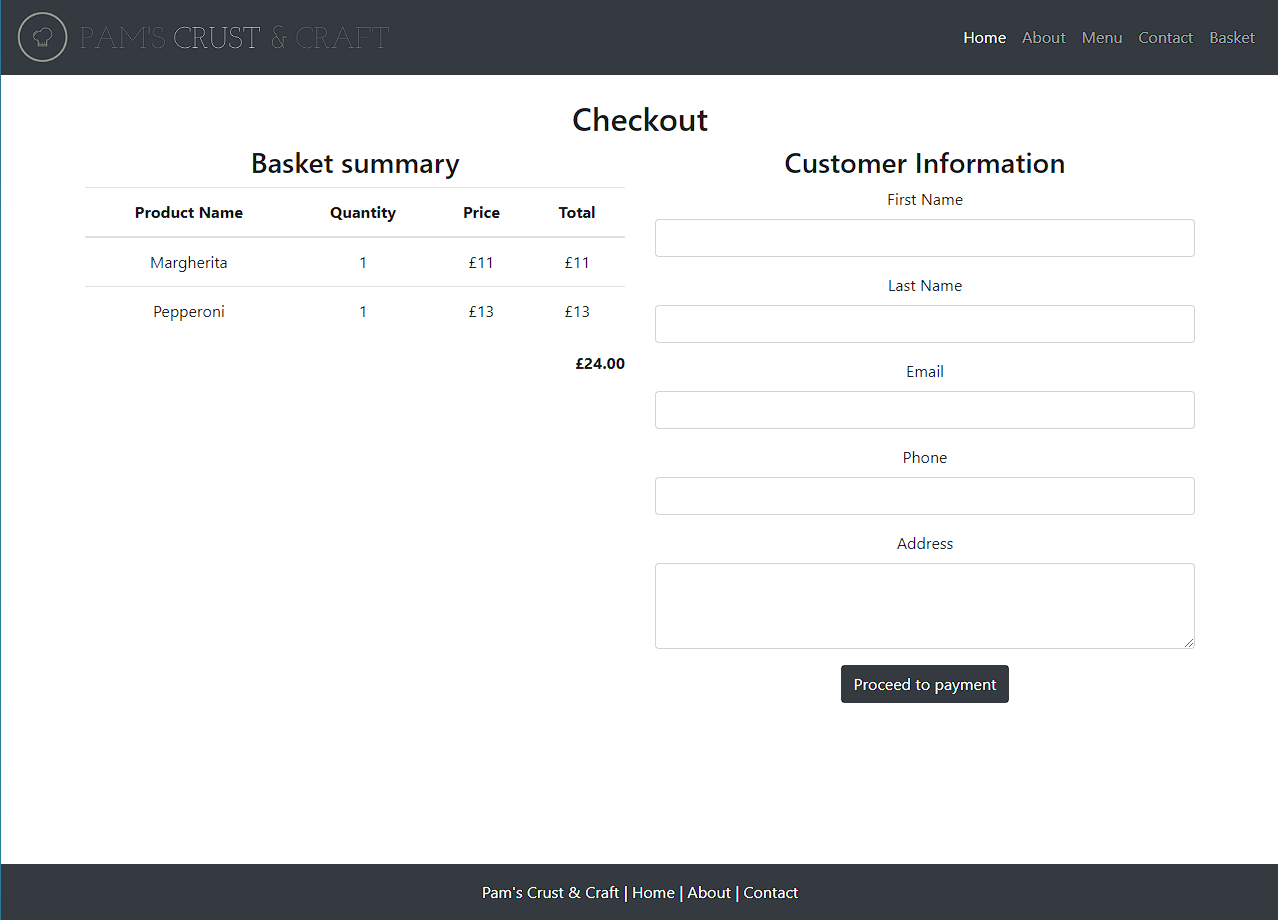 PAM'S CRUST & CRAFT
Home About Menu Contact Basket
Checkout
Basket summary
Product Name Quantity Price Total
Margherita 1 £11 £11
Pepperoni 1 £13 £13
£24.00
Customer Information
First Name
Last Name
Email
Phone
Address
Proceed to payment
Pam's Crust & Craft | Home | About | Contact